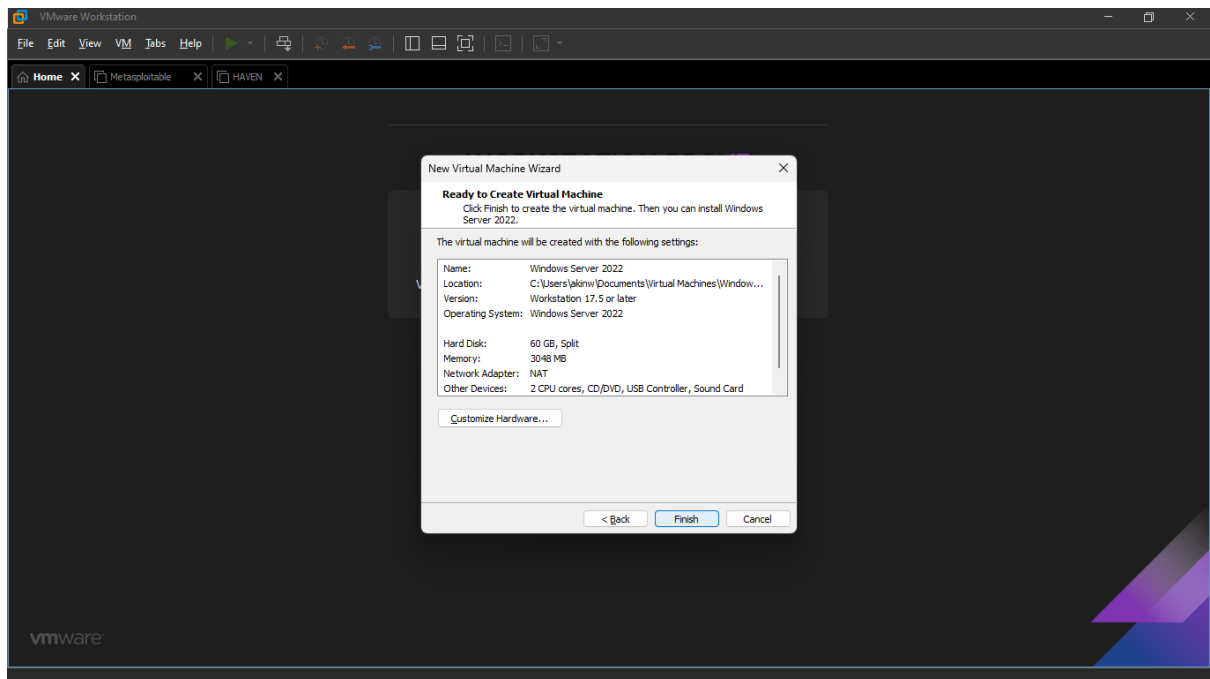 VMware Workstation
File Edit View VM Tabs Help
Home Metasploitable HAVEN
New Virtual Machine Wizard
Ready to Create Virtual Machine
Click Finish to create the virtual machine. Then you can install Windows
Server 2022.
The virtual machine will be created with the following settings:
Name: Windows Server 2022
Location: C:\Users\akinw\Documents\Virtual Machines\Window...
Version: Workstation 17.5 or later
Operating System: Windows Server 2022
Hard Disk: 60 GB, Split
Memory: 3048 MB
Network Adapter: NAT
Other Devices: 2 CPU cores, CD/DVD, USB Controller, Sound Card
Customize Hardware...
< Back Finish Cancel
vmware